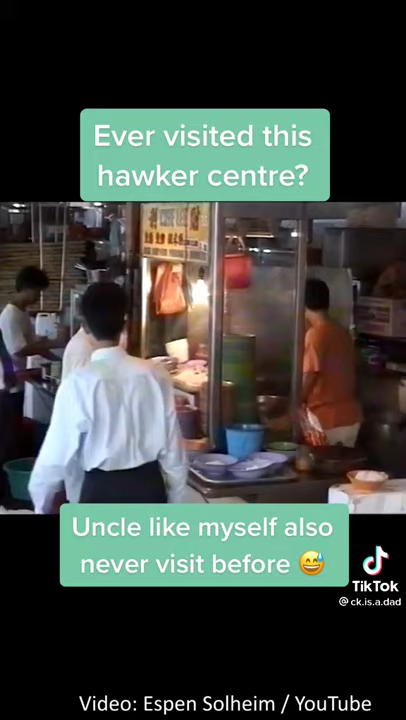 Ever visited this
hawker centre?
Uncle like myself also
never visit before 😅
TikTok
@ck.is.a.dad
Video: Espen Solheim / YouTube